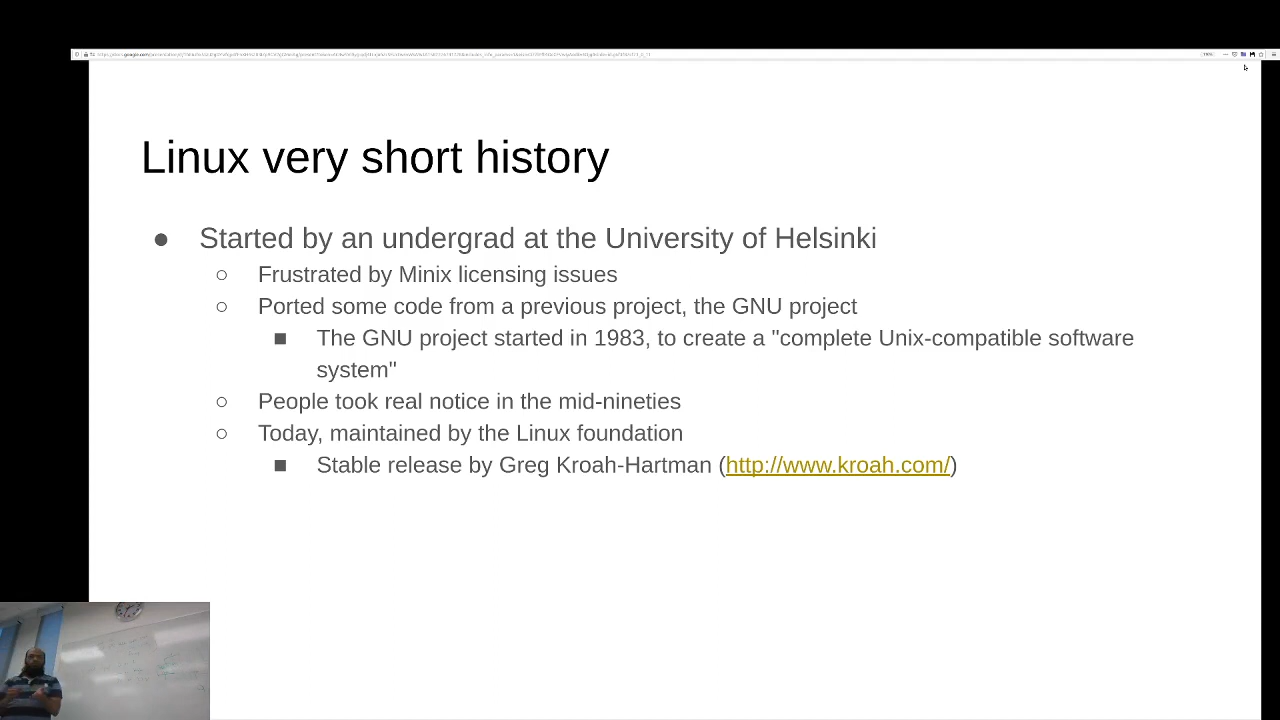 Linux very short history
● Started by an undergrad at the University of Helsinki
○ Frustrated by Minix licensing issues
○ Ported some code from a previous project, the GNU project
■ The GNU project started in 1983, to create a "complete Unix-compatible software
system"
○ People took real notice in the mid-nineties
○ Today, maintained by the Linux foundation
■ Stable release by Greg Kroah-Hartman (http://www.kroah.com/)